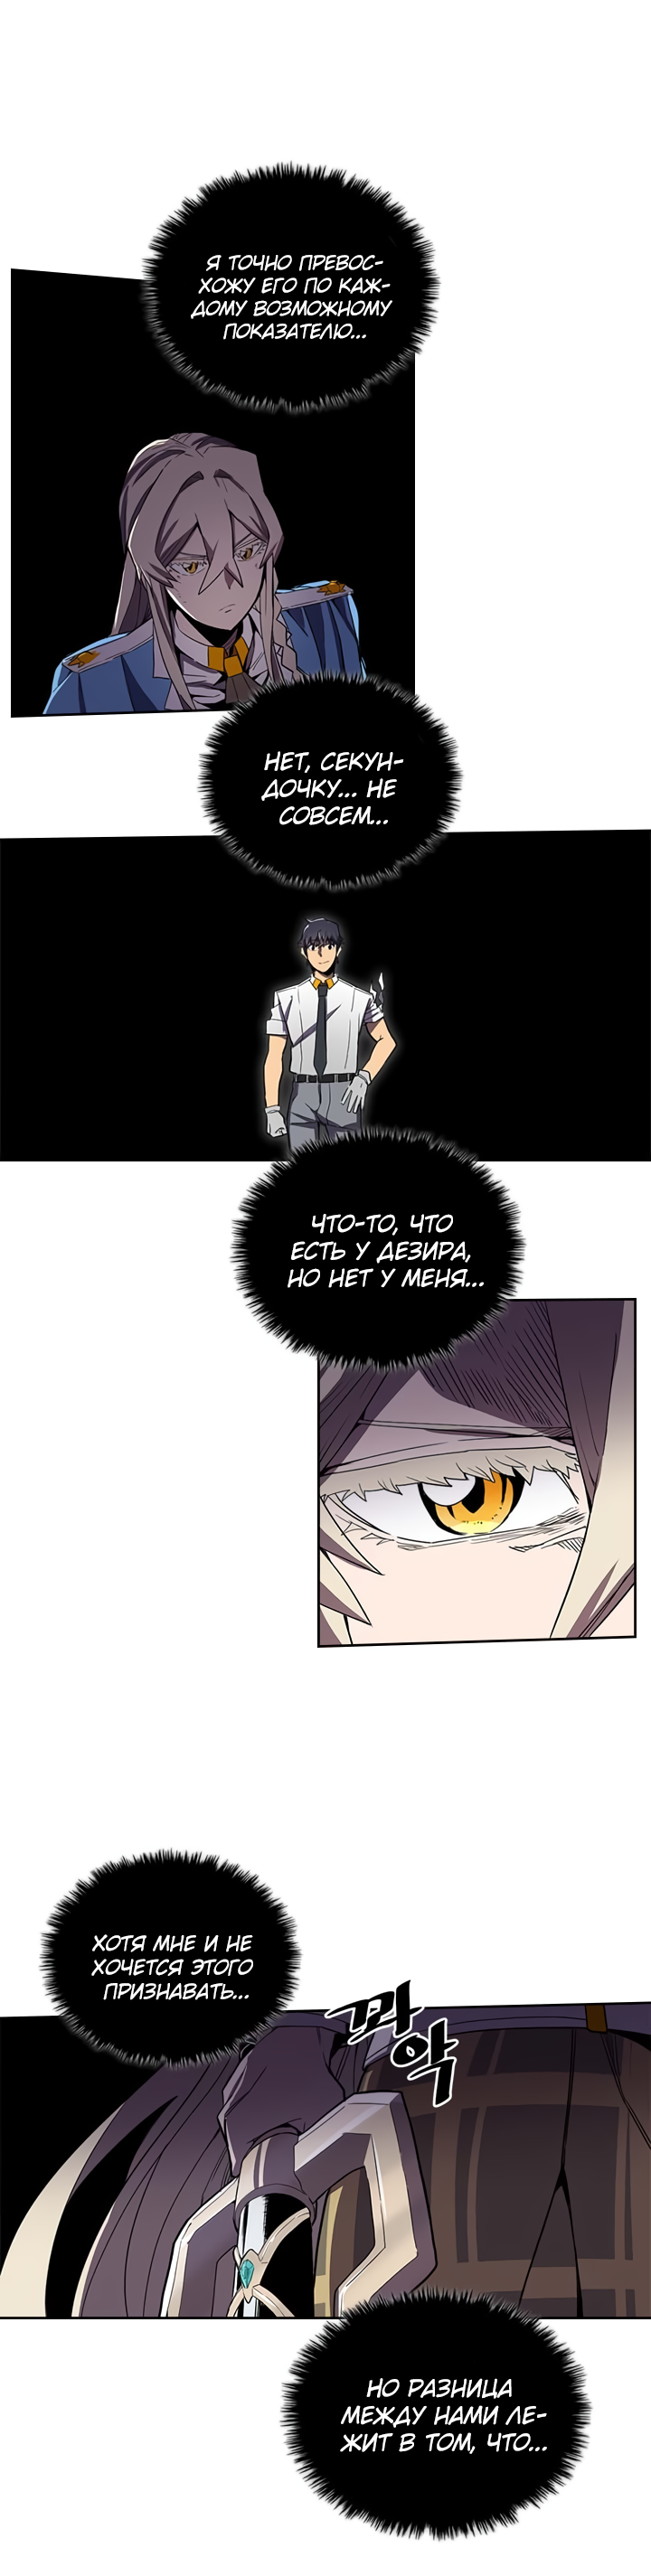 Я ТОЧНО ПРЕВОС-
ХОЖУ ЕГО ПО КАЖ-
ДОМУ ВОЗМОЖНОМУ
ПОКАЗАТЕЛЮ...
НЕТ, СЕКУН-
ДОЧКУ... НЕ
СОВСЕМ...
ЧТО-ТО, ЧТО
ЕСТЬ У ДЕЗИРА,
НО НЕТ У МЕНЯ...
ХОТЯ МНЕ И НЕ
ХОЧЕТСЯ ЭТОГО
ПРИЗНАВАТЬ...
꽈
악
НО РАЗНИЦА
МЕЖДУ НАМИ ЛЕ-
ЖИТ В ТОМ, ЧТО...